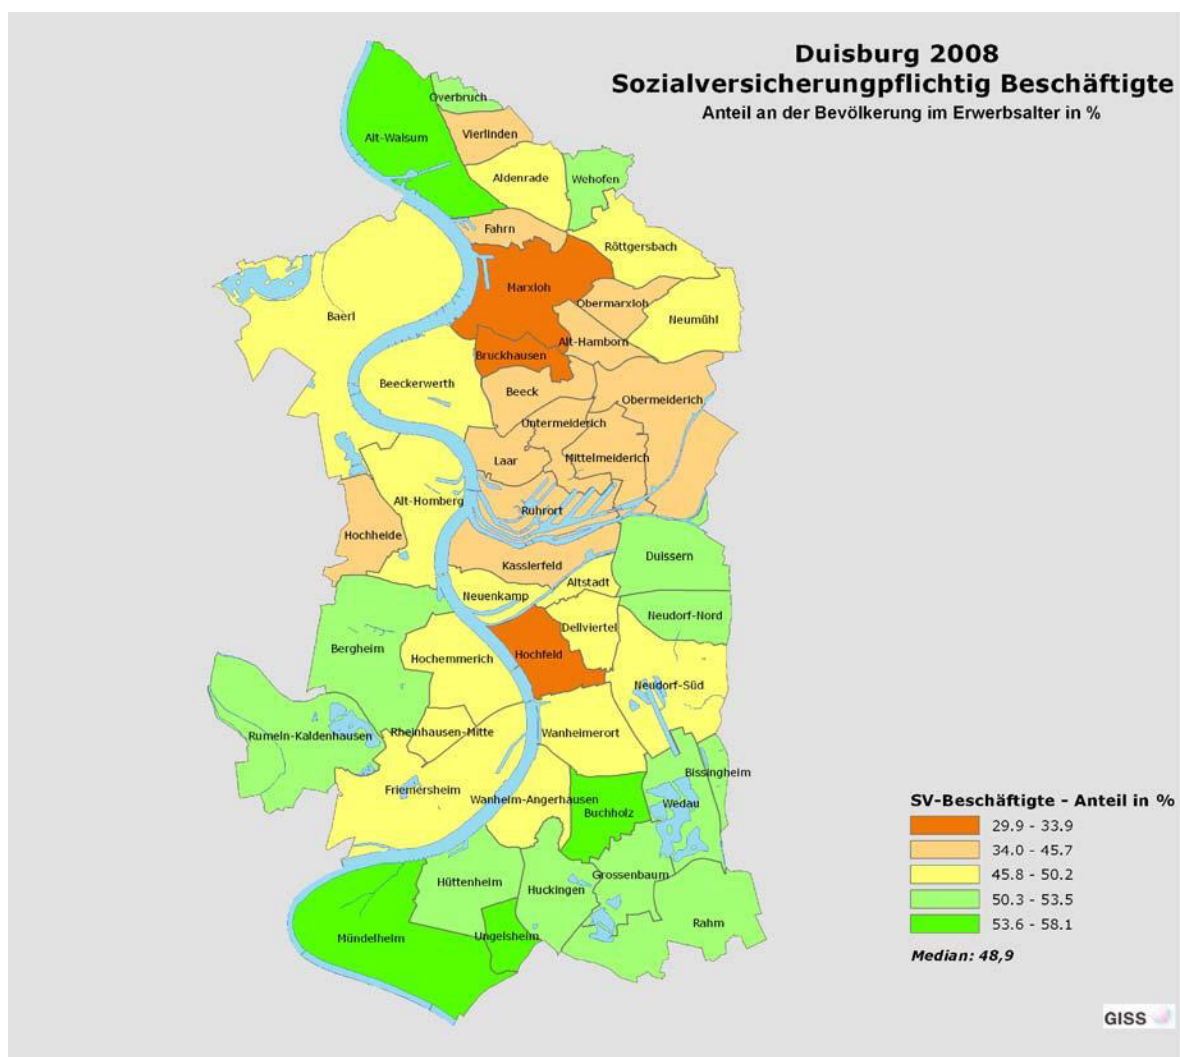 Duisburg 2008
Sozialversicherungpflichtig Beschäftigte
Anteil an der Bevölkerung im Erwerbsalter in %
Overbruch
Alt-Walsum
Vierlinden
Aldenrade
Wehofen
Fahrn
Röttgersbach
Marxloh
Obermarxloh
Baerl
Neumühl
Alt-Hamborn
Bruckhausen
Beeckerwerth
Beeck
Obermeiderich
Untermeiderich
Laar
Mittelmeiderich
Alt-Homberg
Ruhrort
Hochheide
Kasslerfeld
Duissern
Altstadt
Neuenkamp
Neudorf-Nord
Dellviertel
Bergheim
Hochemmerich
Hochfeld
Neudorf-Süd
Rumeln-Kaldenhausen
Rheinhausen-Mitte
Wanheimerort
Bissingheim
Friemersheim
Wanheim-Angerhausen
Wedau
Buchholz
Hüttenheim
Huckingen
Grossenbaum
Rahm
Mündelheim
Ungelsheim
SV-Beschäftigte - Anteil in %
29.9 - 33.9
34.0 - 45.7
45.8 - 50.2
50.3 - 53.5
53.6 - 58.1
Median: 48,9
GISS